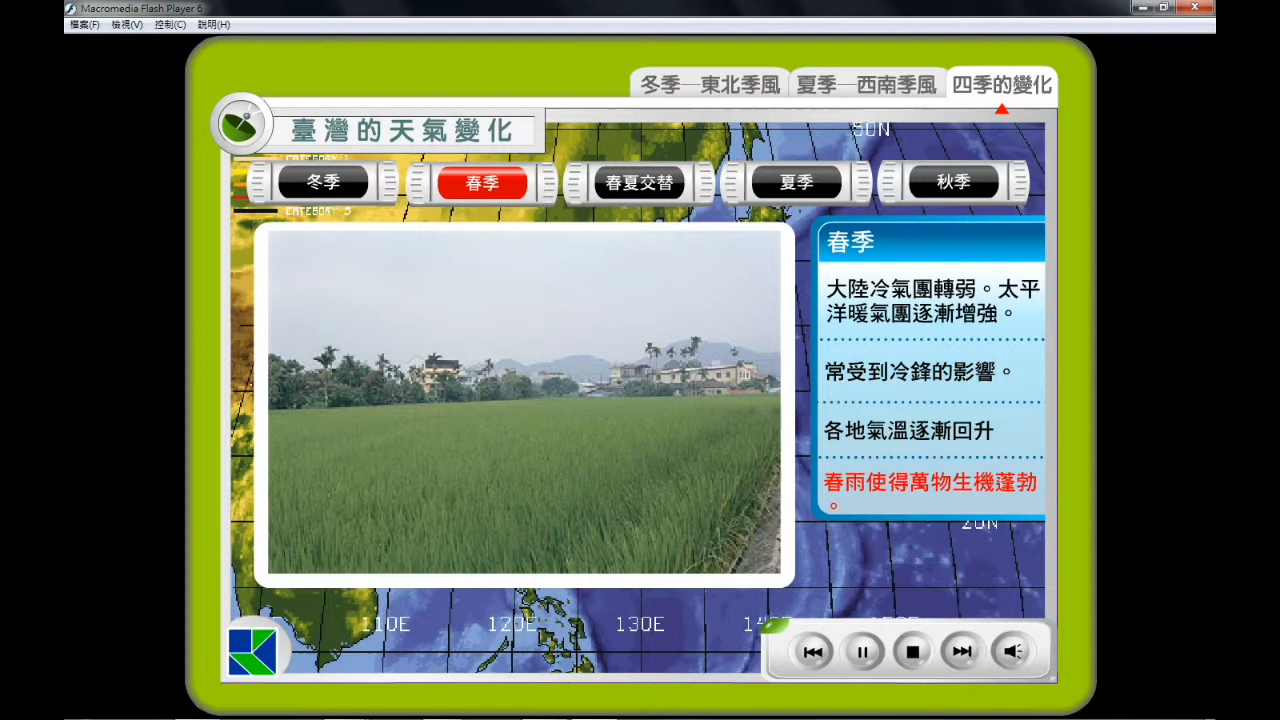 Macromedia Flash Player 6
檔案(F) 檢視(V) 控制(C) 說明(H)
冬季─東北季風 夏季─西南季風 四季的變化
臺灣的天氣變化
50N
CATEGORY 1
冬季 春季 春夏交替 夏季 秋季
CATEGORY 5
春季
大陸冷氣團轉弱。太平
洋暖氣團逐漸增強。
常受到冷鋒的影響。
各地氣溫逐漸回升
春雨使得萬物生機蓬勃
。
20N
110E 120E 130E